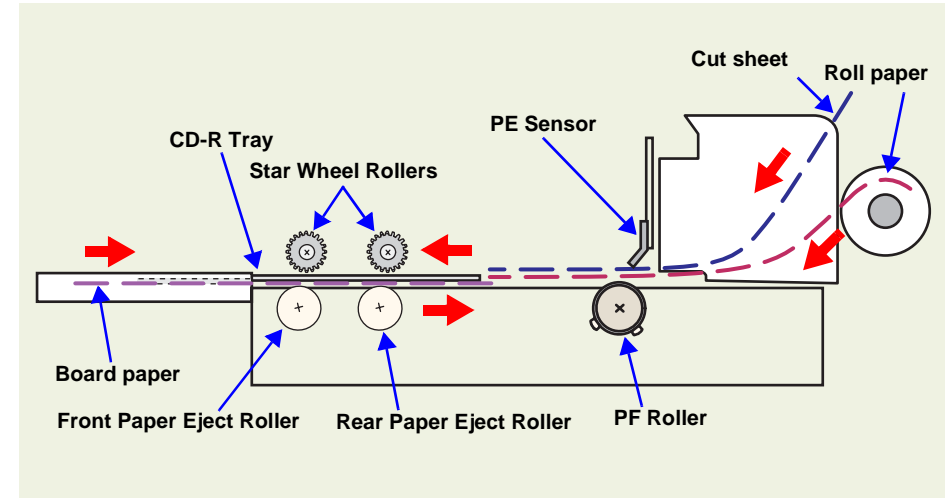 Cut sheet
Roll paper
PE Sensor
CD-R Tray
Star Wheel Rollers
Board paper
Front Paper Eject Roller
Rear Paper Eject Roller
PF Roller